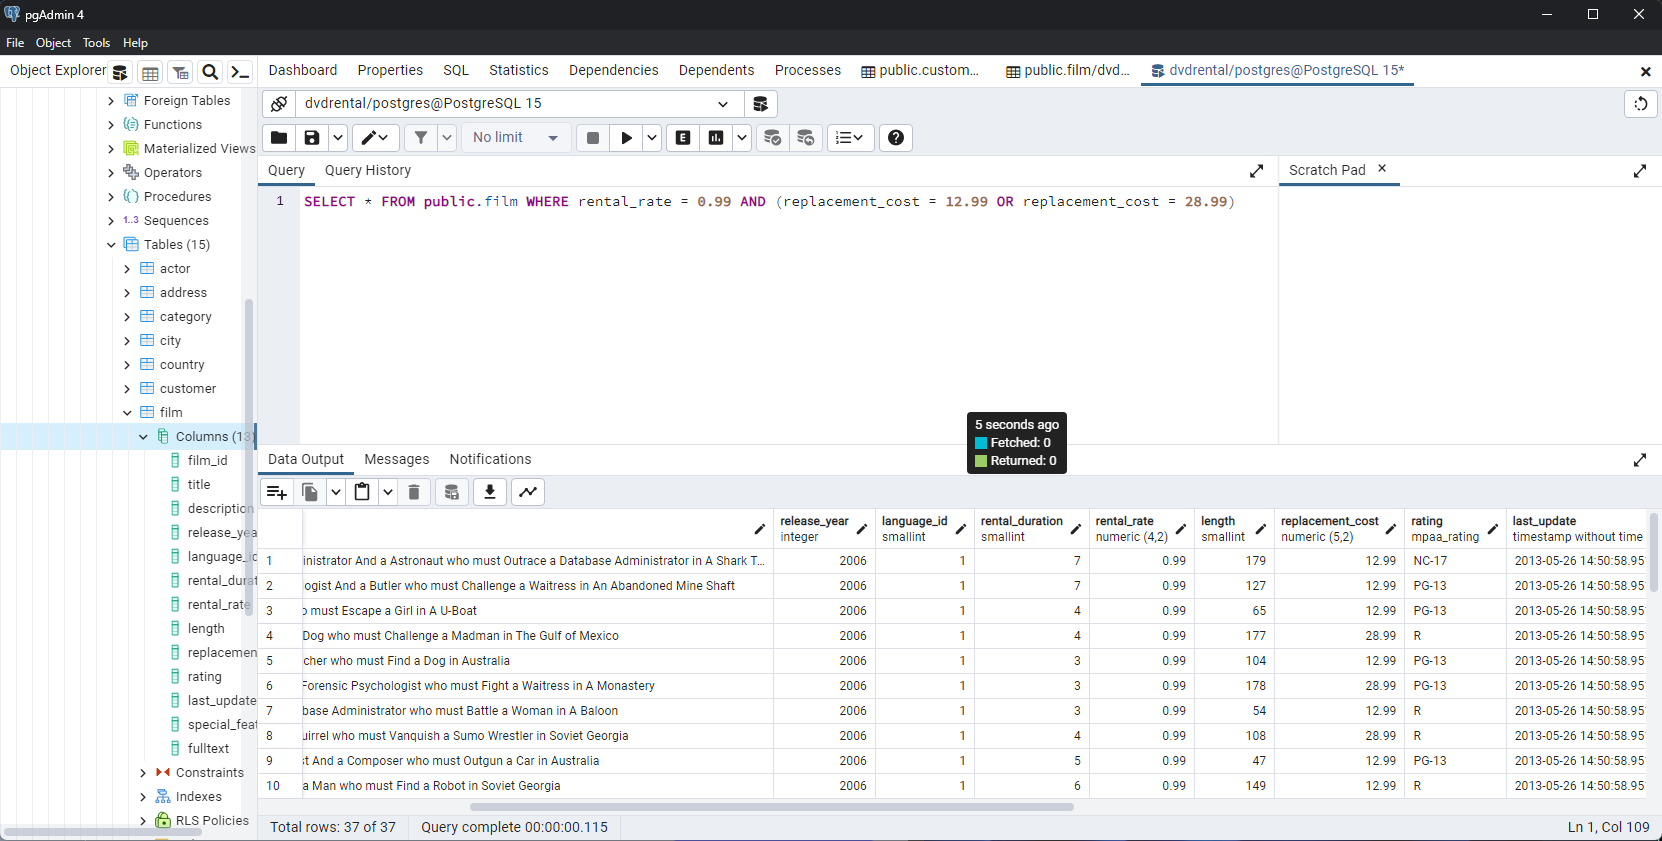 pgAdmin 4
File Object Tools Help
Object Explorer
Dashboard Properties SQL Statistics Dependencies Dependents Processes public.custom... public.film/dvd... dvdrental/postgres@PostgreSQL 15*
Foreign Tables
Functions
Materialized Views
Operators
Procedures
1..3 Sequences
Tables (15)
actor
address
category
city
country
customer
film
Columns (13)
film_id
title
description
release_yea
language_id
rental_durat
rental_rate
length
replacemen
rating
last_update
special_feat
fulltext
Constraints
Indexes
RLS Policies
dvdrental/postgres@PostgreSQL 15
No limit
E
Query Query History
Scratch Pad
1 SELECT * FROM public.film WHERE rental_rate = 0.99 AND (replacement_cost = 12.99 OR replacement_cost = 28.99)
5 seconds ago
Fetched: 0
Returned: 0
Data Output Messages Notifications
release_year language_id rental_duration rental_rate length replacement_cost rating last_update
integer smallint smallint numeric (4,2) smallint numeric (5,2) mpaa_rating timestamp without time
1 inistrator And a Astronaut who must Outrace a Database Administrator in A Shark T... 2006 1 7 0.99 179 12.99 NC-17 2013-05-26 14:50:58.95
2 ogist And a Butler who must Challenge a Waitress in An Abandoned Mine Shaft 2006 1 7 0.99 127 12.99 PG-13 2013-05-26 14:50:58.95
3 o must Escape a Girl in A U-Boat 2006 1 4 0.99 65 12.99 PG-13 2013-05-26 14:50:58.95
4 Dog who must Challenge a Madman in The Gulf of Mexico 2006 1 4 0.99 177 28.99 R 2013-05-26 14:50:58.95
5 cher who must Find a Dog in Australia 2006 1 3 0.99 104 12.99 PG-13 2013-05-26 14:50:58.95
6 Forensic Psychologist who must Fight a Waitress in A Monastery 2006 1 3 0.99 178 28.99 PG-13 2013-05-26 14:50:58.95
7 base Administrator who must Battle a Woman in A Baloon 2006 1 3 0.99 54 12.99 R 2013-05-26 14:50:58.95
8 uirrel who must Vanquish a Sumo Wrestler in Soviet Georgia 2006 1 4 0.99 108 28.99 R 2013-05-26 14:50:58.95
9 t And a Composer who must Outgun a Car in Australia 2006 1 5 0.99 47 12.99 PG-13 2013-05-26 14:50:58.95
10 a Man who must Find a Robot in Soviet Georgia 2006 1 6 0.99 149 12.99 R 2013-05-26 14:50:58.95
Total rows: 37 of 37 Query complete 00:00:00.115 Ln 1, Col 109